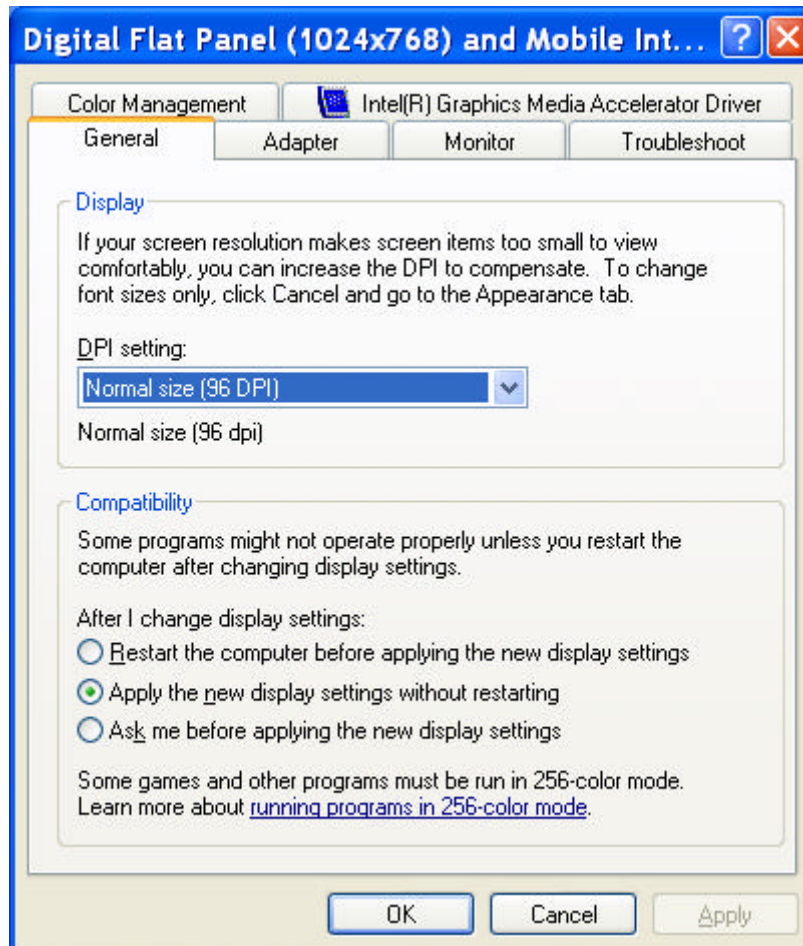 Digital Flat Panel (1024x768) and Mobile Int...
Color Management
Intel(R) Graphics Media Accelerator Driver
General
Adapter
Monitor
Troubleshoot
Display
If your screen resolution makes screen items too small to view
comfortably, you can increase the DPI to compensate.  To change
font sizes only, click Cancel and go to the Appearance tab.
DPI setting:
Normal size (96 DPI)
Normal size (96 dpi)
Compatibility
Some programs might not operate properly unless you restart the
computer after changing display settings.
After I change display settings:
Restart the computer before applying the new display settings
Apply the new display settings without restarting
Ask me before applying the new display settings
Some games and other programs must be run in 256-color mode.
Learn more about running programs in 256-color mode.
OK
Cancel
Apply